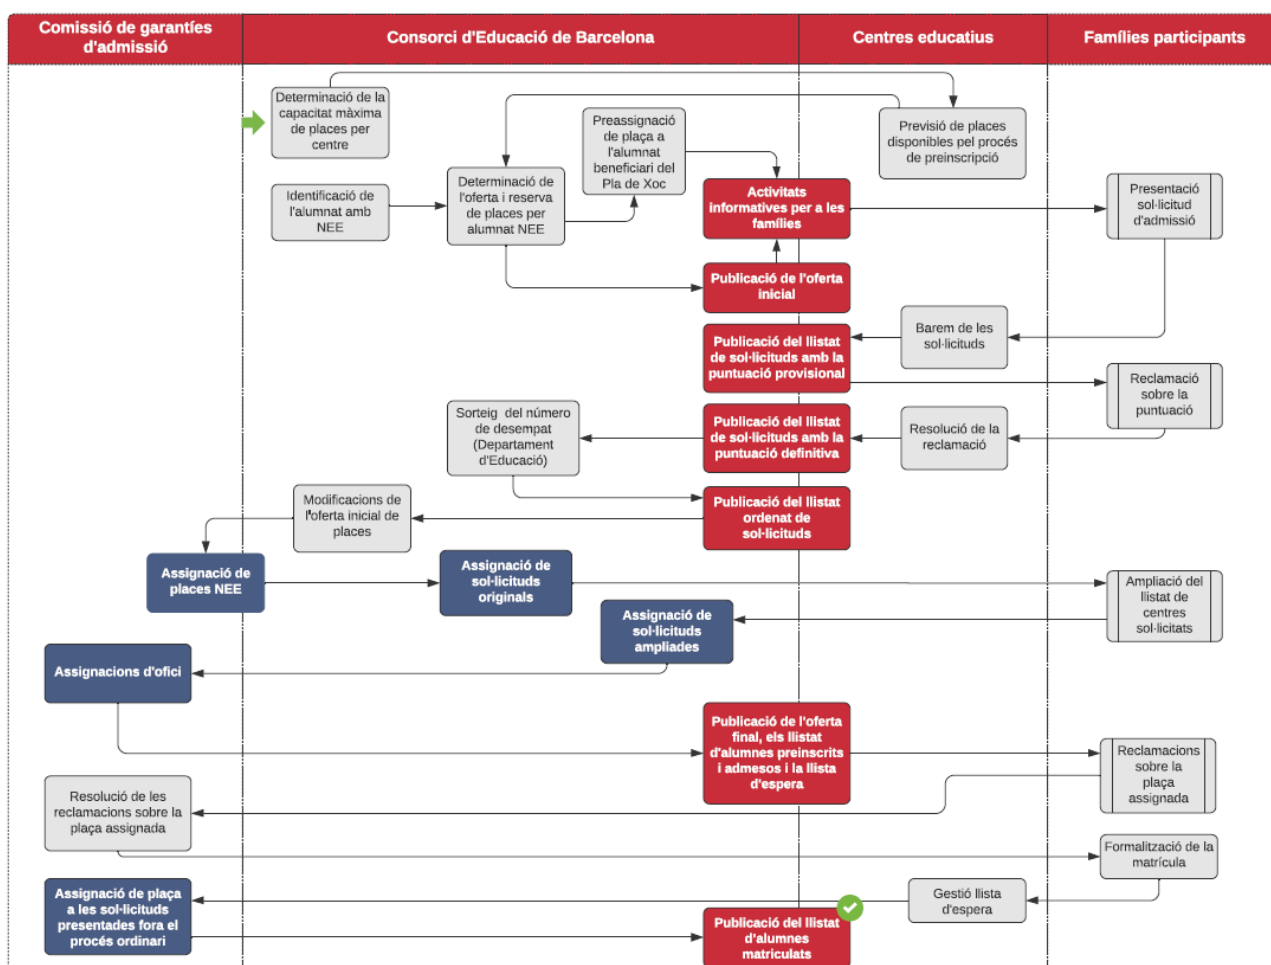 Comissió de garantíes
d'admissió
Consorci d'Educació de Barcelona
Centres educatius
Famílies participants
Determinació de la
capacitat màxima
de places per
centre
Preassignació
de plaça a
l'alumnat
beneficiari del
Pla de Xoc
Previsió de places
disponibles pel procés
de preinscripció
Identificació de
l'alumnat amb
NEE
Determinació de
l'oferta i reserva
de places per
alumnat NEE
Activitats
informatives per a les
famílies
Presentació
sol·licitud
d'admissió
Publicació de l'oferta
inicial
Barem de les
sol·licituds
Publicació del llistat
de sol·licituds amb la
puntuació provisional
Reclamació
sobre la
puntuació
Sorteig del número
de desempat
(Departament
d'Educació)
Publicació del llistat
de sol·licituds amb la
puntuació definitiva
Resolució de la
reclamació
Modificacions de
l'oferta inicial de
places
Publicació del llistat
ordenat de
sol·licituds
Assignació de
places NEE
Assignació de
sol·licituds
originals
Ampliació del
llistat de
centres
sol·licitats
Assignació de
sol·licituds
ampliades
Assignacions d'ofici
Publicació de l'oferta
final, els llistat
d'alumnes preinscrits
i admesos i la llista
d'espera
Reclamacions
sobre la
plaça
assignada
Resolució de les
reclamacions sobre la
plaça assignada
Formalització de la
matrícula
Assignació de plaça
a les sol·licituds
presentades fora el
procés ordinari
Gestió llista
d'espera
Publicació del llistat
d'alumnes
matriculats